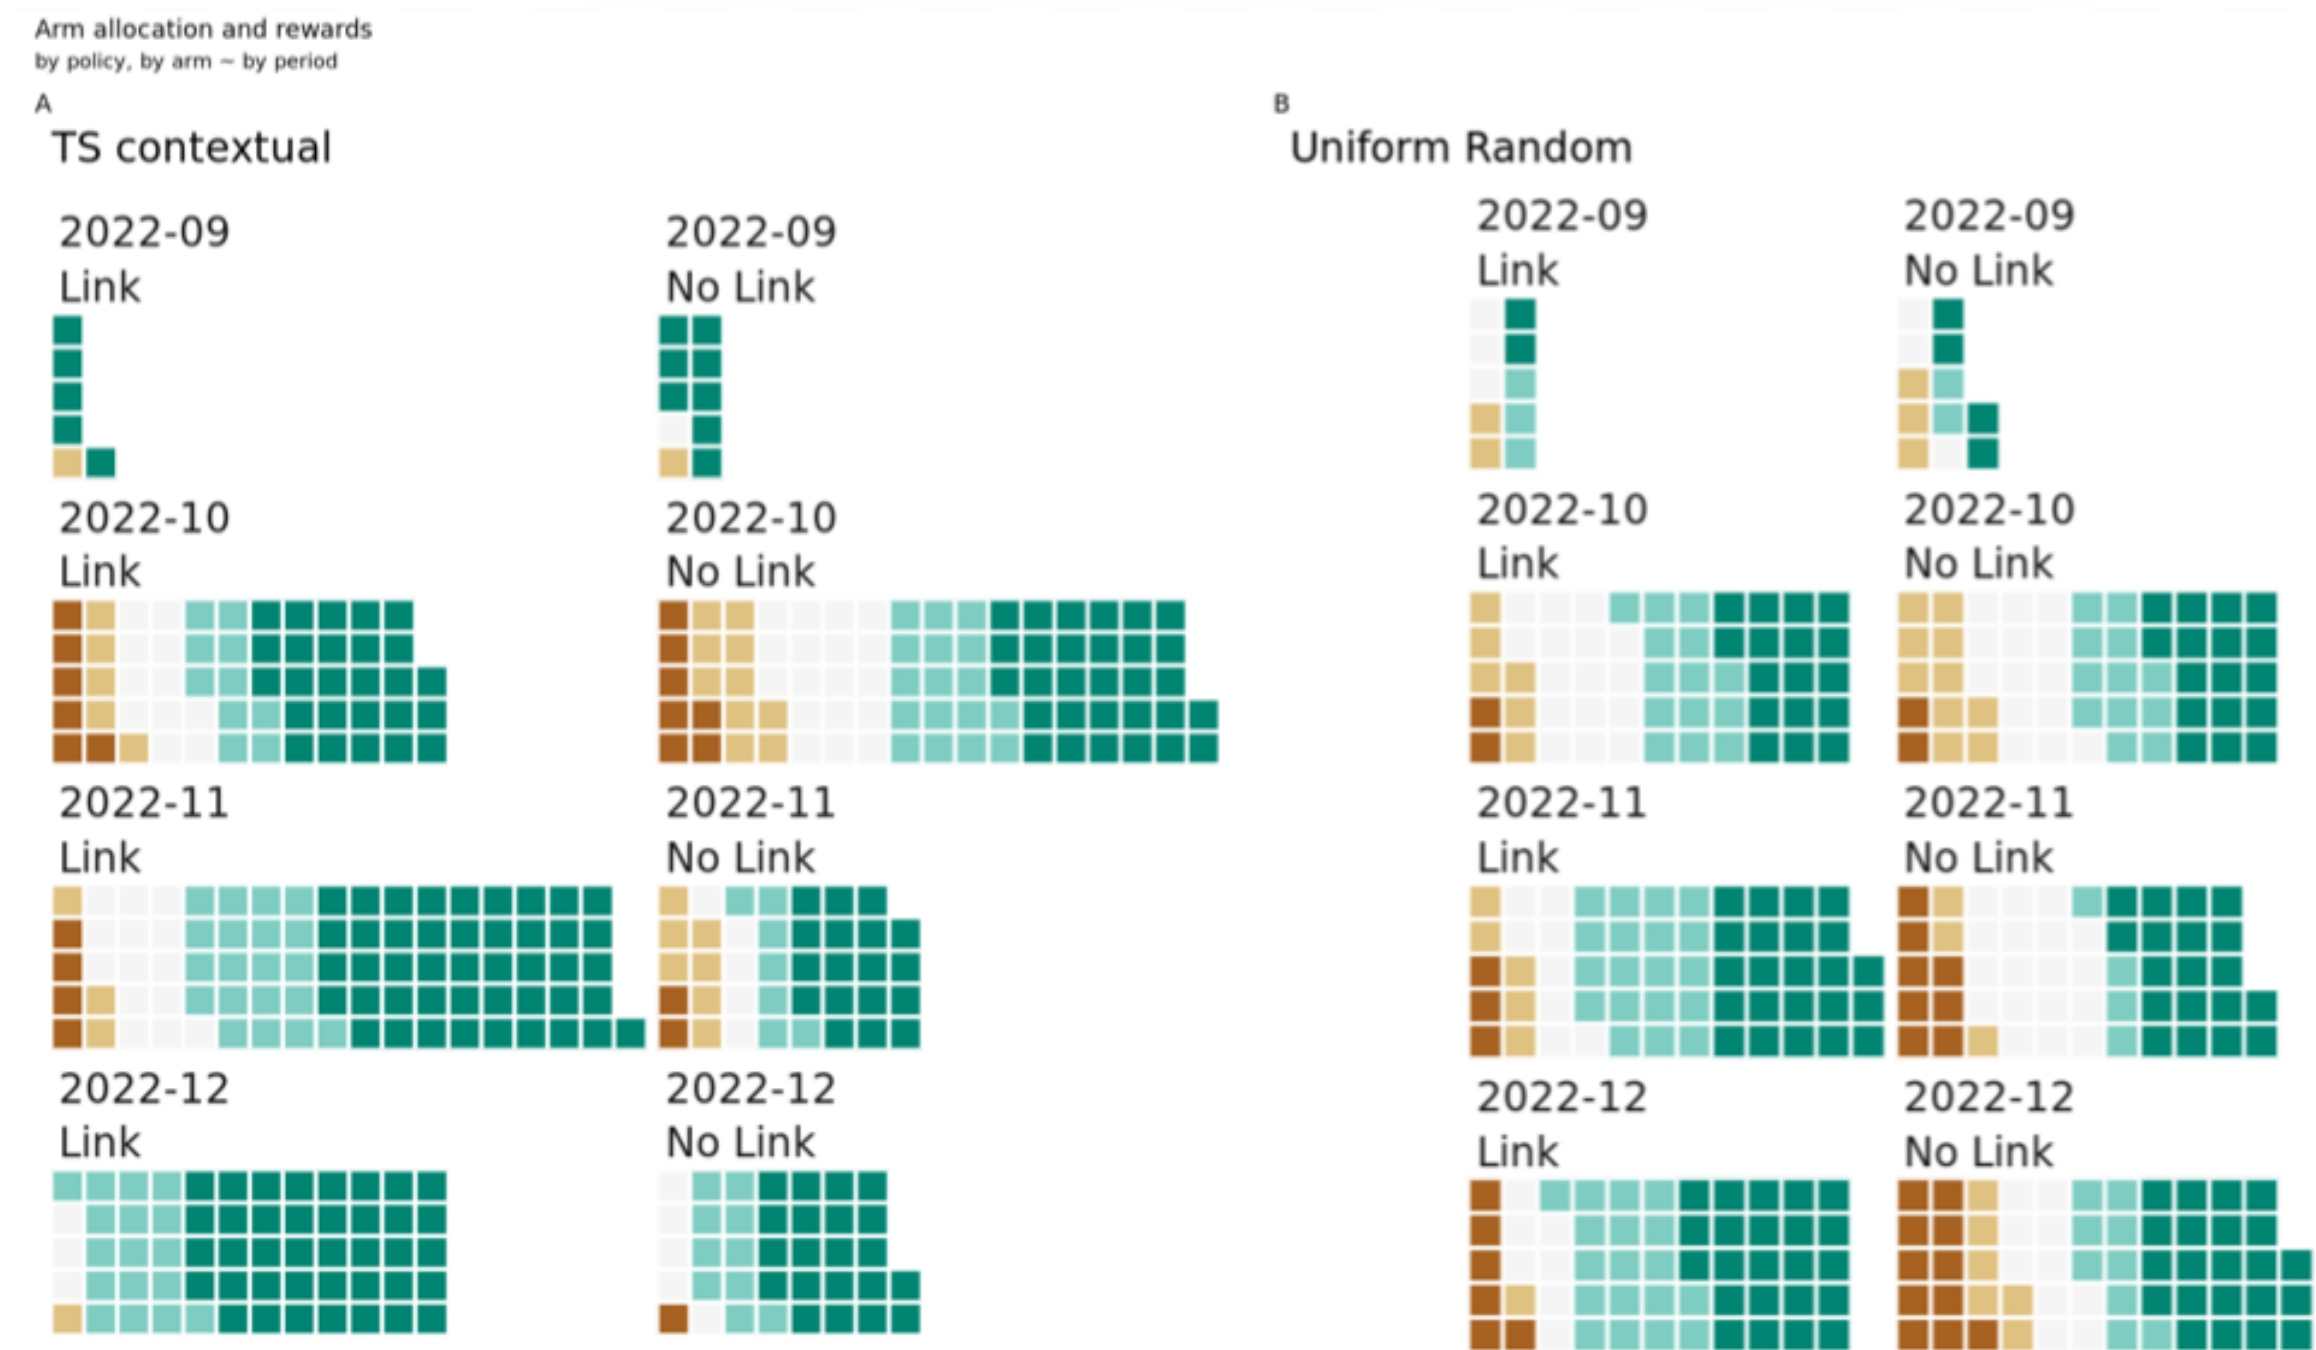 Arm allocation and rewards
by policy, by arm ~ by period
A
TS contextual
2022-09
Link
2022-09
No Link
2022-10
Link
2022-10
No Link
2022-11
Link
2022-11
No Link
2022-12
Link
2022-12
No Link
B
Uniform Random
2022-09
Link
2022-09
No Link
2022-10
Link
2022-10
No Link
2022-11
Link
2022-11
No Link
2022-12
Link
2022-12
No Link